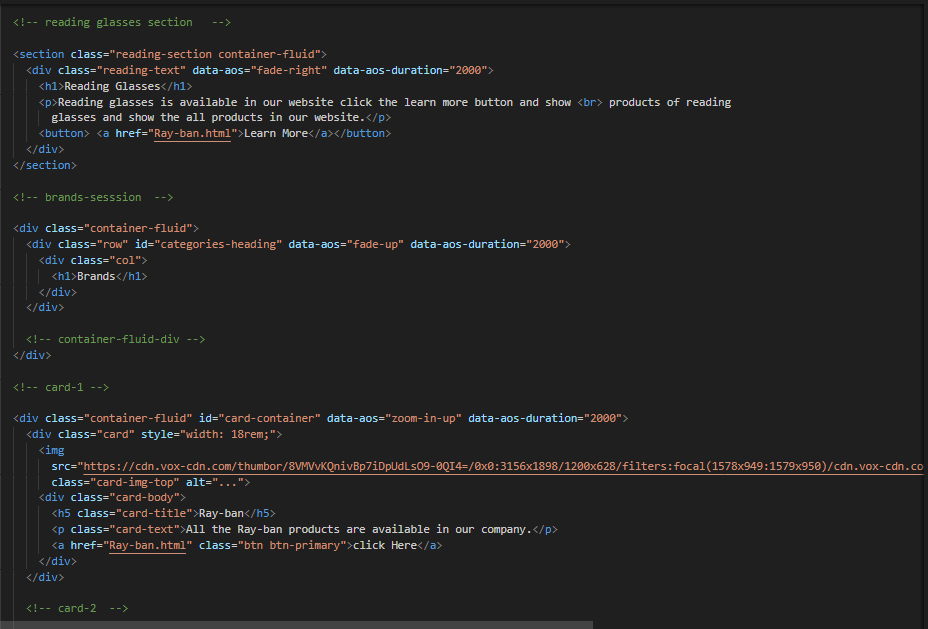 <!-- reading glasses section   -->
<section class="reading-section container-fluid">
<div class="reading-text" data-aos="fade-right" data-aos-duration="2000">
<h1>Reading Glasses</h1>
<p>Reading glasses is available in our website click the learn more button and show <br> products of reading
glasses and show the all products in our website.</p>
<button> <a href="Ray-ban.html">Learn More</a></button>
</div>
</section>
<!-- brands-sesssion  -->
<div class="container-fluid">
<div class="row" id="categories-heading" data-aos="fade-up" data-aos-duration="2000">
<div class="col">
<h1>Brands</h1>
</div>
</div>
<!-- container-fluid-div -->
</div>
<!-- card-1 -->
<div class="container-fluid" id="card-container" data-aos="zoom-in-up" data-aos-duration="2000">
<div class="card" style="width: 18rem;">
<img
src="https://cdn.vox-cdn.com/thumbor/8VMVvKQnivBp7iDpUdLsO9-0QI4=/0x0:3156x1898/1200x628/filters:focal(1578x949:1579x950)/cdn.vox-cdn.co
class="card-img-top" alt="...">
<div class="card-body">
<h5 class="card-title">Ray-ban</h5>
<p class="card-text">All the Ray-ban products are available in our company.</p>
<a href="Ray-ban.html" class="btn btn-primary">click Here</a>
</div>
</div>
<!-- card-2  -->